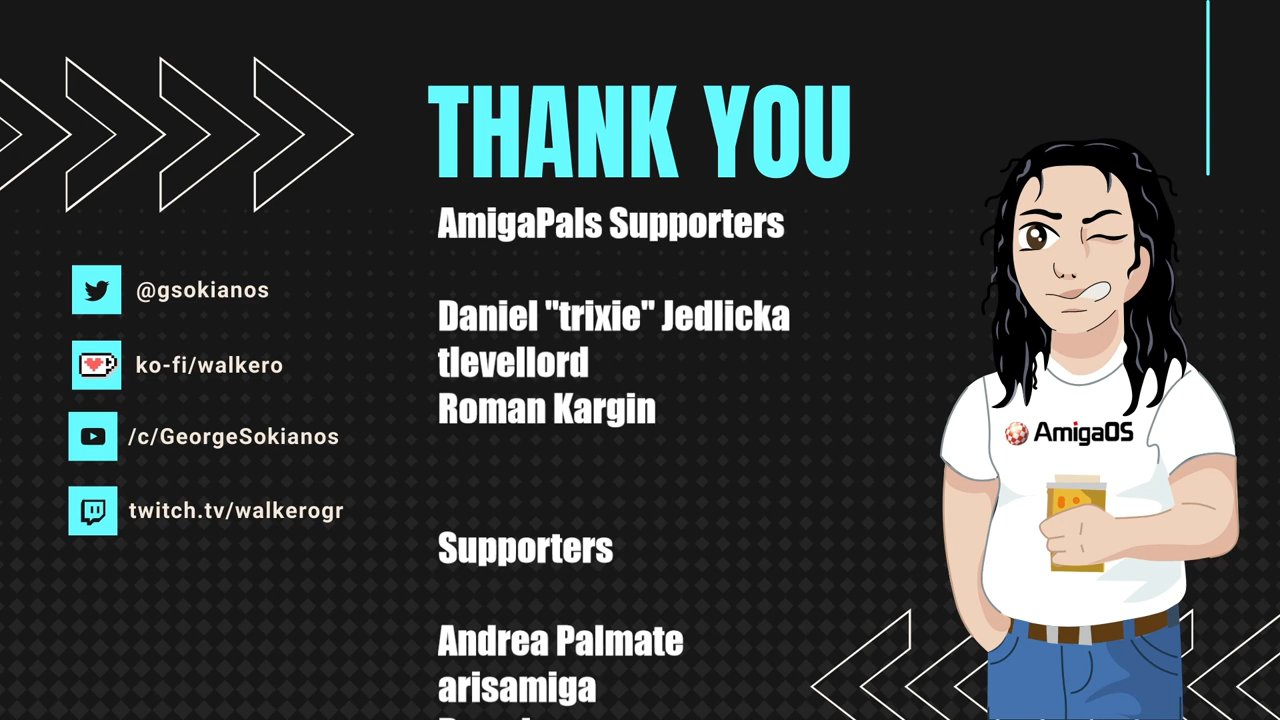 THANK YOU
AmigaPals Supporters
Daniel "trixie" Jedlicka
tlevellord
Roman Kargin
Supporters
Andrea Palmate
arisamiga
@gsokianos
ko-fi/walkero
/c/GeorgeSokianos
twitch.tv/walkerogr
AmigaOS